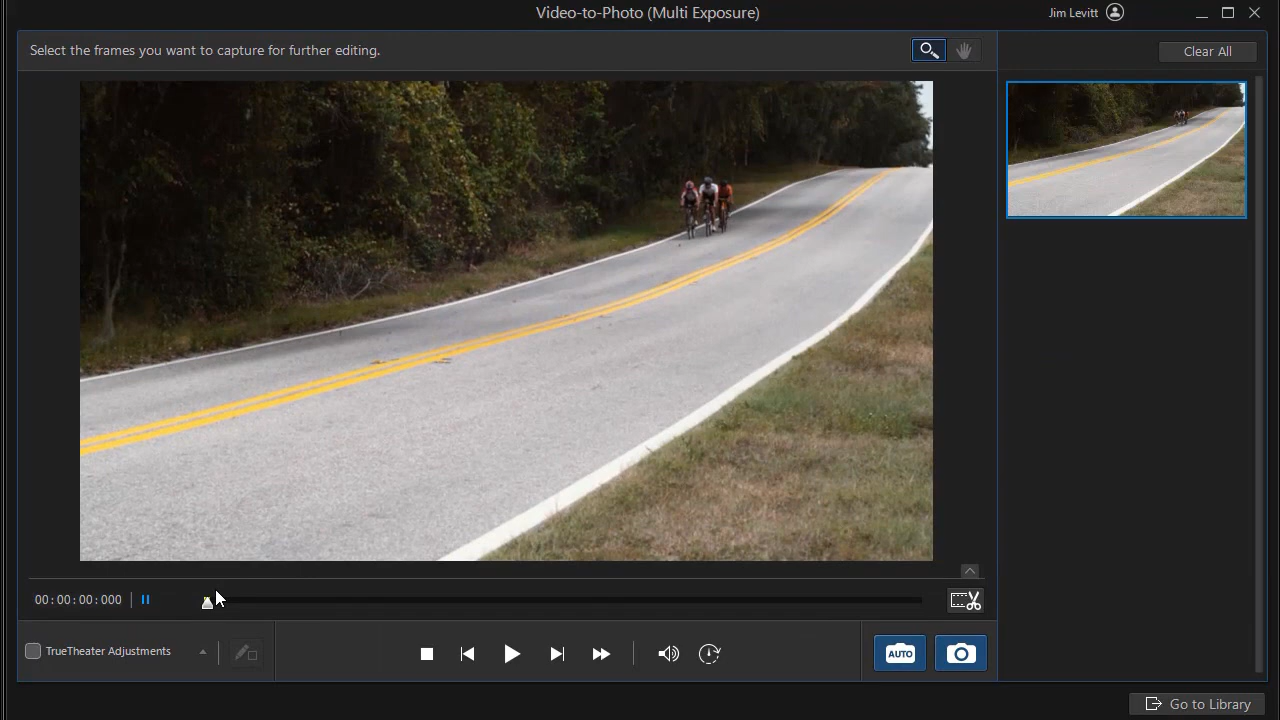 Video-to-Photo (Multi Exposure)
Jim Levitt
Select the frames you want to capture for further editing.
Clear All
00:00:00:000
TrueTheater Adjustments
AUTO
Go to Library